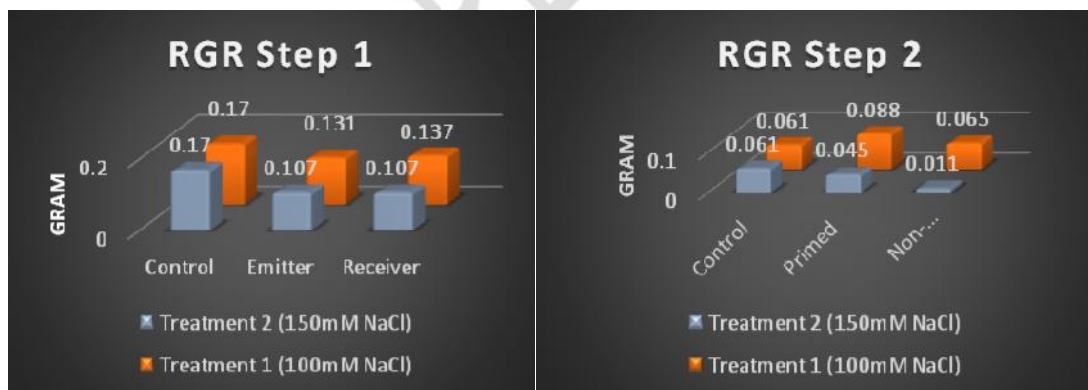 RGR Step 1
0.17
0.17
0.131
0.137
0.107
0.107
0.2
0
GRAM
Control
Emitter
Receiver
Treatment 2 (150mM NaCl)
Treatment 1 (100mM NaCl)
RGR Step 2
0.061
0.088
0.065
0.061
0.045
0.011
0.1
0
GRAM
Control
Primed
Non-...
Treatment 2 (150mM NaCl)
Treatment 1 (100mM NaCl)